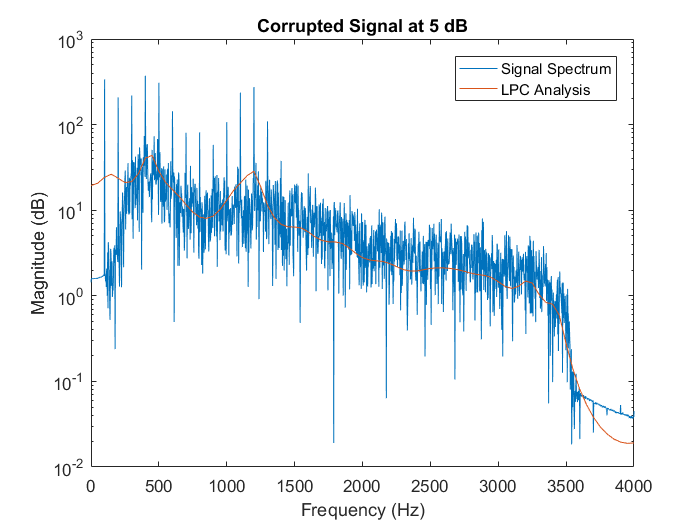 Corrupted Signal at 5 dB
Signal Spectrum
LPC Analysis
Magnitude (dB)
10^3
10^2
10^1
10^0
10^-1
10^-2
0 500 1000 1500 2000 2500 3000 3500 4000
Frequency (Hz)